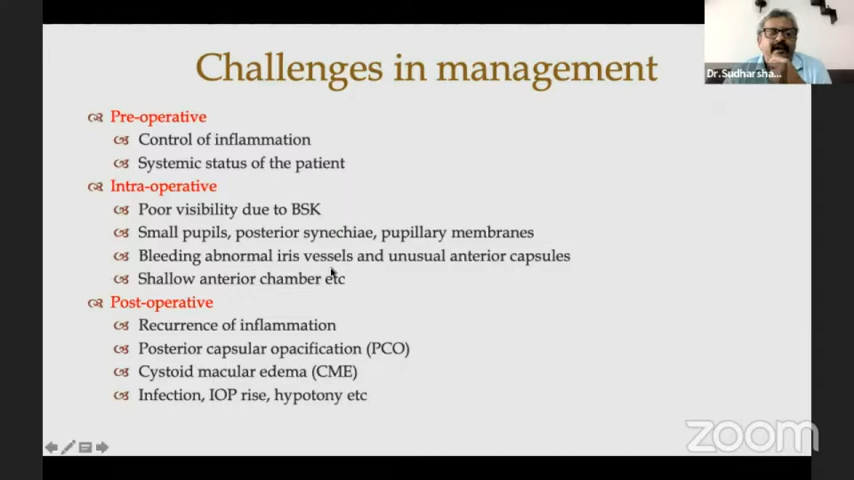 Challenges in management
Dr.Sudharsha...
Pre-operative
Control of inflammation
Systemic status of the patient
Intra-operative
Poor visibility due to BSK
Small pupils, posterior synechiae, pupillary membranes
Bleeding abnormal iris vessels and unusual anterior capsules
Shallow anterior chamber etc
Post-operative
Recurrence of inflammation
Posterior capsular opacification (PCO)
Cystoid macular edema (CME)
Infection, IOP rise, hypotony etc
zoom